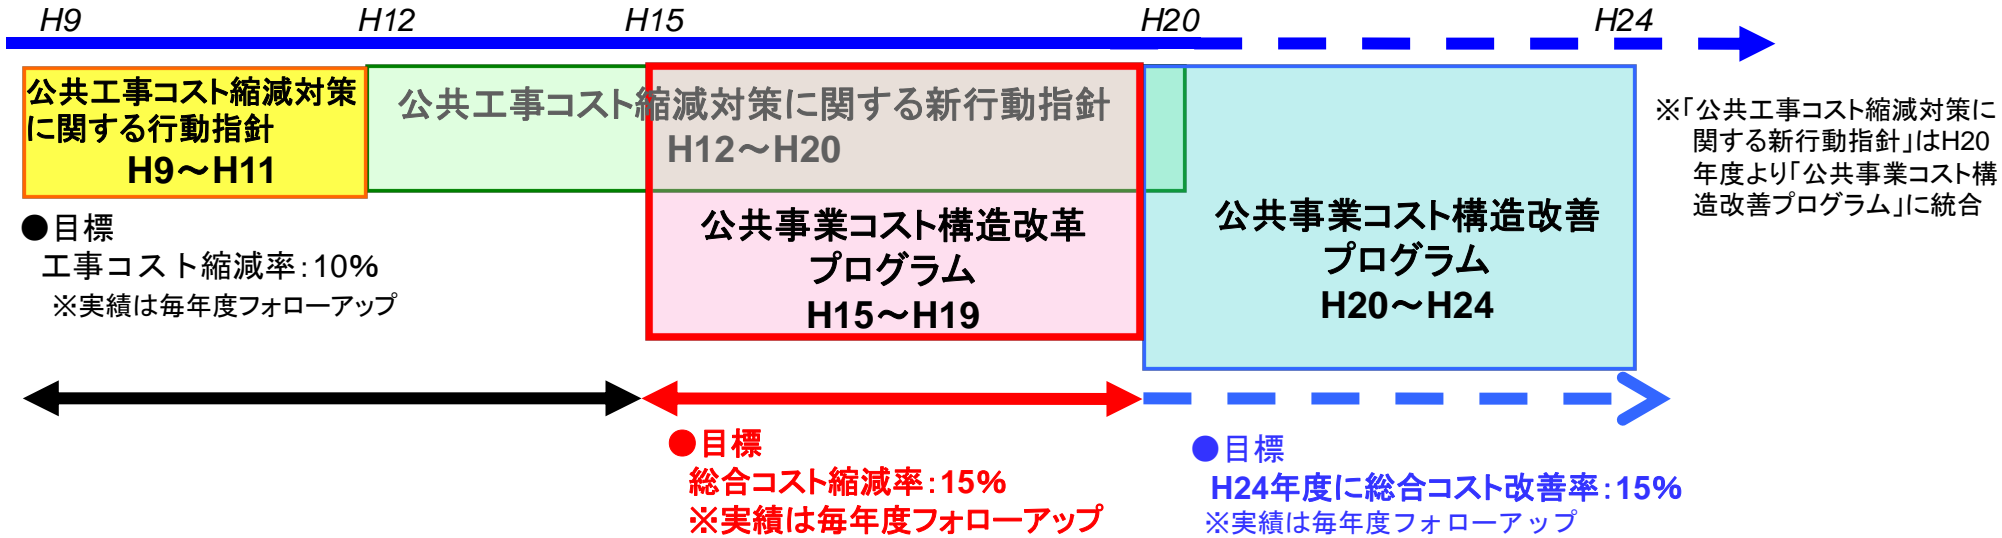 H9 H12 H15 H20 H24
公共工事コスト縮減対策
に関する行動指針
H9～H11
公共工事コスト縮減対策に関する新行動指針
H12～H20
公共事業コスト構造改革
プログラム
H15～H19
公共事業コスト構造改善
プログラム
H20～H24
※｢公共工事コスト縮減対策に
関する新行動指針｣はH20
年度より｢公共事業コスト構
造改善プログラム｣に統合
●目標
工事コスト縮減率：10%
※実績は毎年度フォローアップ
●目標
総合コスト縮減率：15%
※実績は毎年度フォローアップ
●目標
H24年度に総合コスト改善率：15%
※実績は毎年度フォローアップ